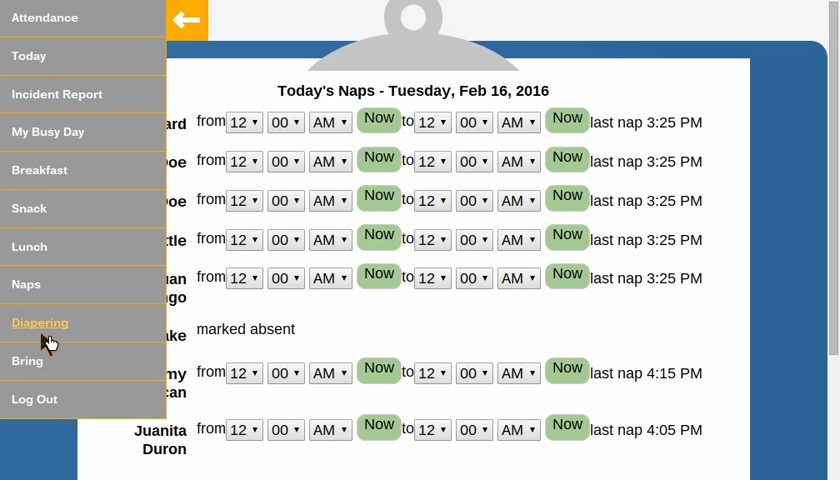 Attendance
Today
Incident Report
My Busy Day
Breakfast
Snack
Lunch
Naps
Diapering
Bring
Log Out
Today's Naps - Tuesday, Feb 16, 2016
ard from 12 00 AM Now to 12 00 AM Now last nap 3:25 PM
Doe from 12 00 AM Now to 12 00 AM Now last nap 3:25 PM
Doe from 12 00 AM Now to 12 00 AM Now last nap 3:25 PM
ttle from 12 00 AM Now to 12 00 AM Now last nap 3:25 PM
uan from 12 00 AM Now to 12 00 AM Now last nap 3:25 PM
ngo
ake marked absent
my from 12 00 AM Now to 12 00 AM Now last nap 4:15 PM
can
Juanita from 12 00 AM Now to 12 00 AM Now last nap 4:05 PM
Duron